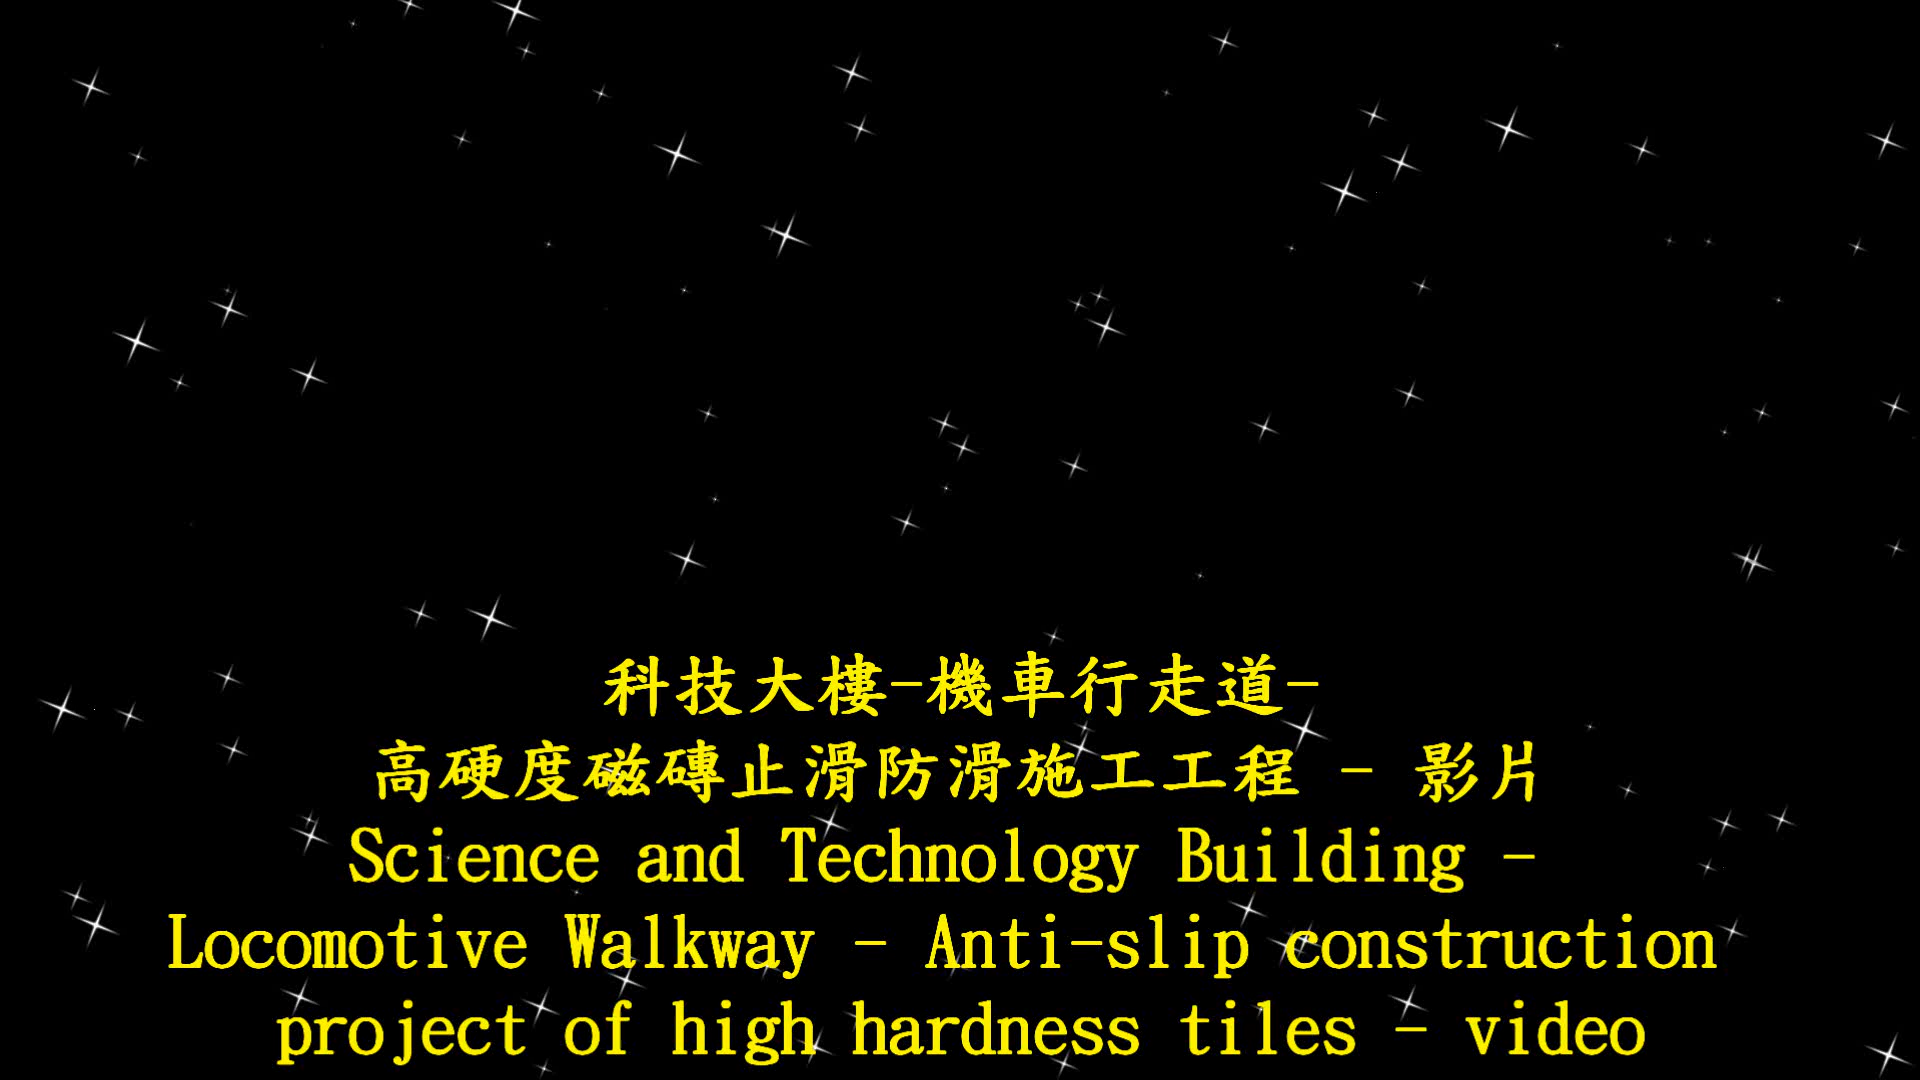 科技大樓-機車行走道-
高硬度磁磚止滑防滑施工工程 - 影片
Science and Technology Building -
Locomotive Walkway - Anti-slip construction
project of high hardness tiles - video